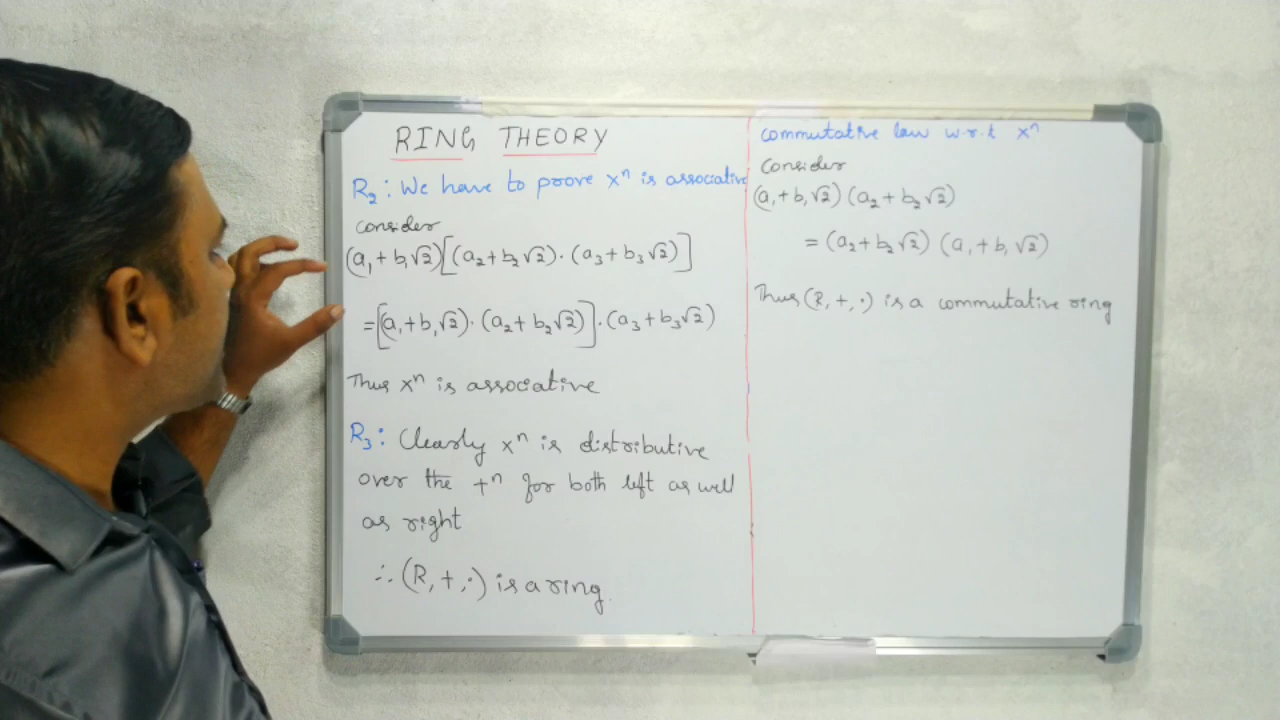 RING THEORY
R₂: We have to prove xⁿ is associative
consider
(a₁+b₁√2)[(a₂+b₂√2)·(a₃+b₃√2)]
=[(a₁+b₁√2)·(a₂+b₂√2)]·(a₃+b₃√2)
Thus xⁿ is associative
R₃: Clearly xⁿ is distributive
over the +ⁿ for both left as well
as right
∴ (R, +, ·) is a ring.
commutative law w.r.t xⁿ
Consider
(a₁+b₁√2)(a₂+b₂√2)
= (a₂+b₂√2) (a₁+b₁√2)
Thus (R, +, ·) is a commutative ring